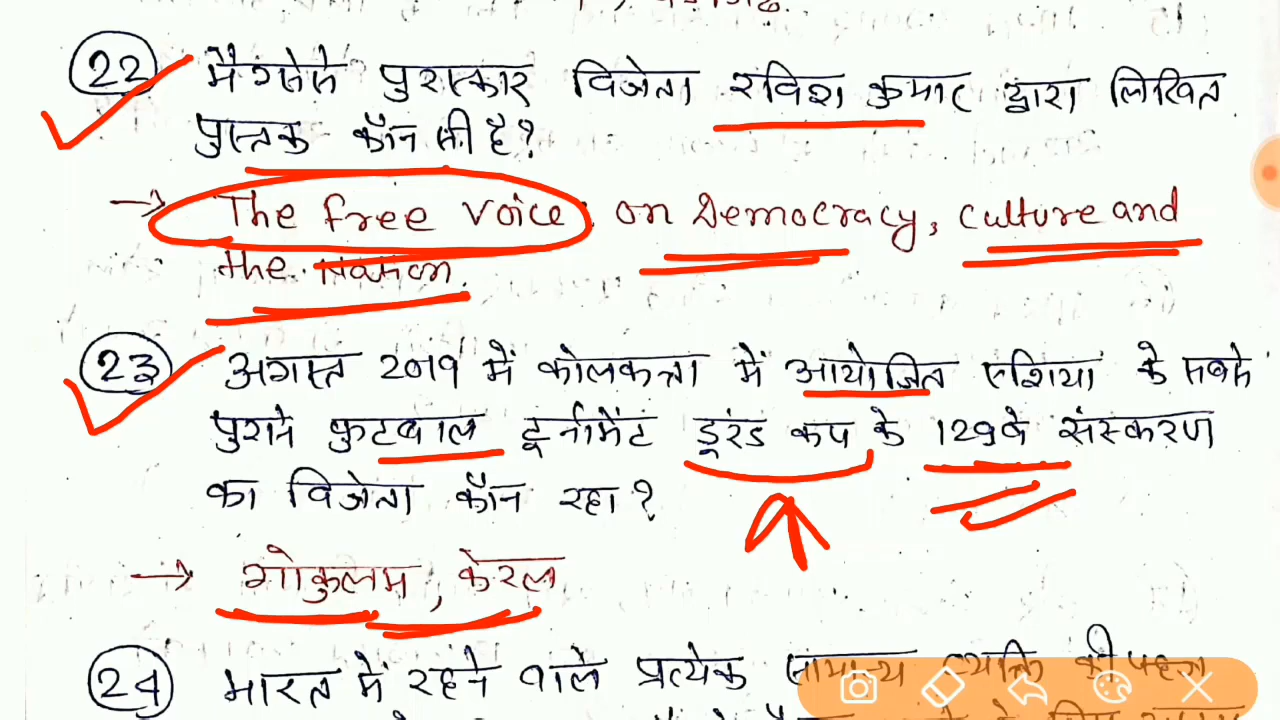 22 मैग्सेसे पुरस्कार विजेता रविश कुमार द्वारा लिखित
पुस्तक कौन सी है?
→ The free voice: on Democracy, culture and
the Nation.
23 अगस्त 2019 में कोलकत्ता में आयोजित एशिया के सबसे
पुराने फुटबाल टूर्नामेंट डूरंड कप के 129वे संस्करण
का विजेता कौन रहा?
→ गोकुलम, केरल
24 भारत में रहने वाले प्रत्येक सामान्य व्यक्ति की पहचान